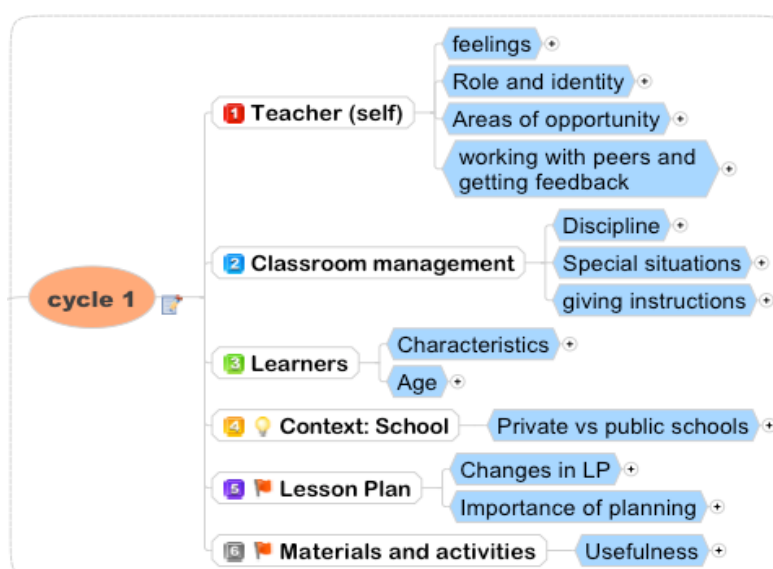 cycle 1
1 Teacher (self)
feelings
Role and identity
Areas of opportunity
working with peers and
getting feedback
2 Classroom management
Discipline
Special situations
giving instructions
3 Learners
Characteristics
Age
4 Context: School
Private vs public schools
5 Lesson Plan
Changes in LP
Importance of planning
6 Materials and activities
Usefulness